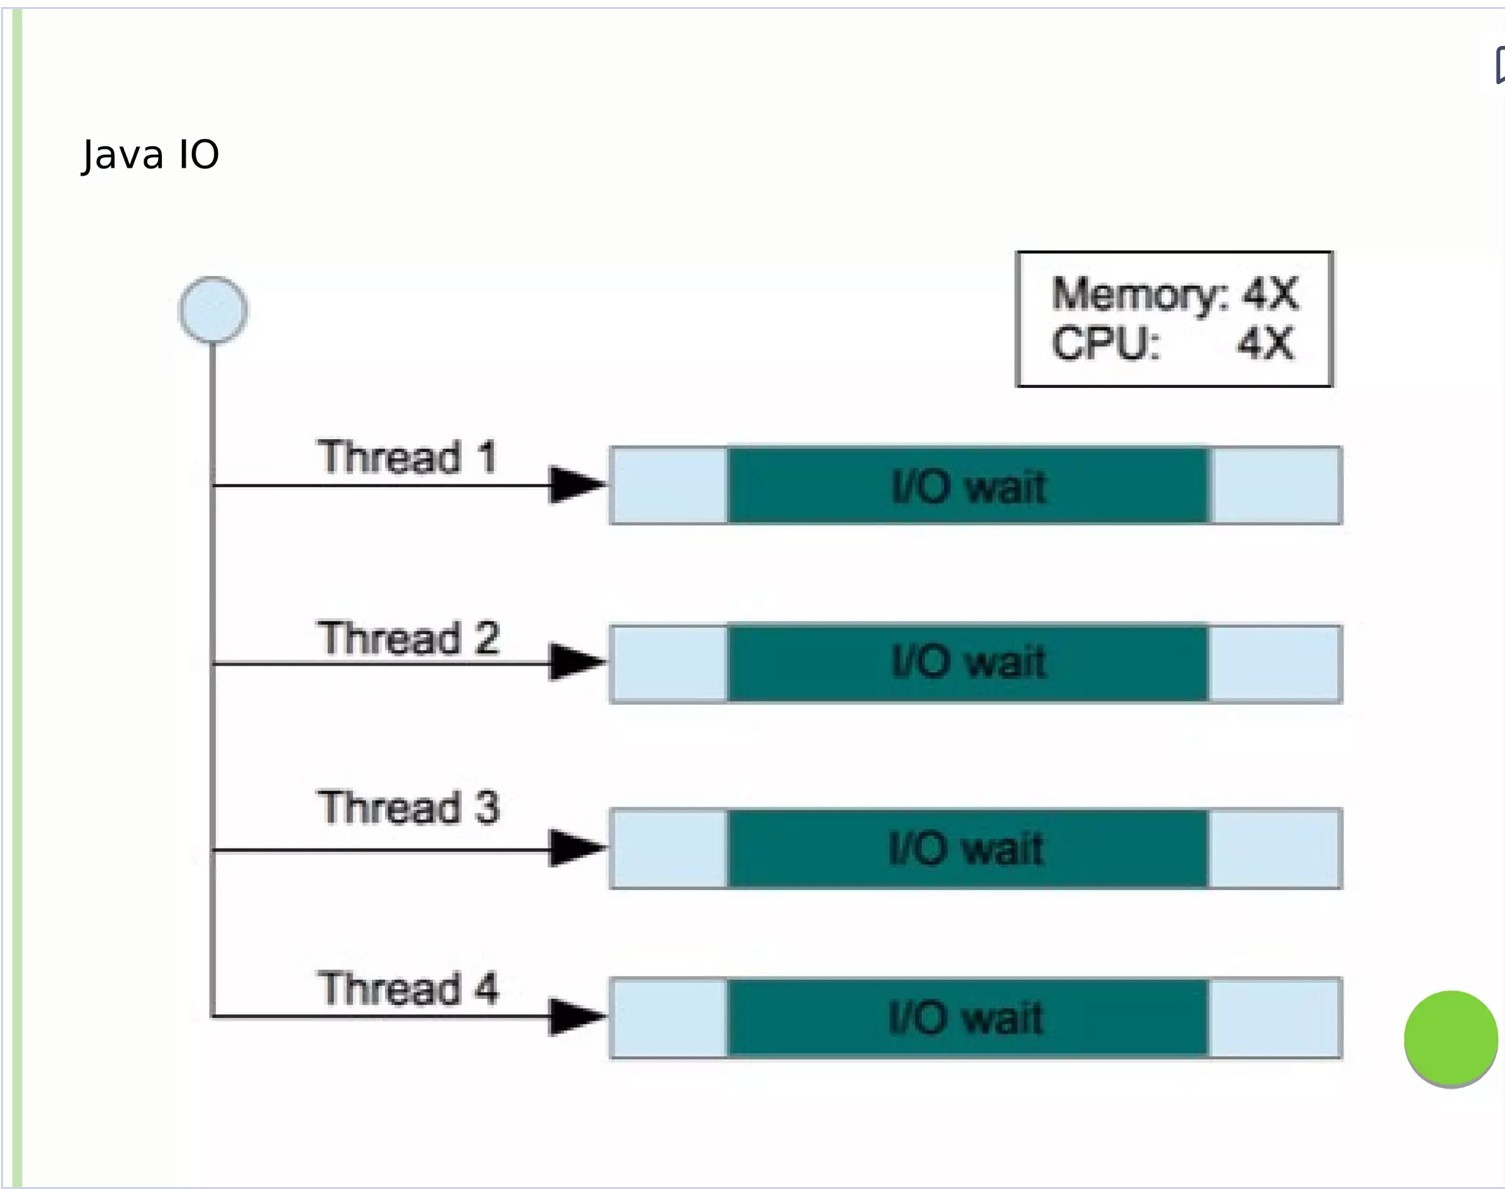 Java IO
Memory: 4X
CPU: 4X
Thread 1
I/O wait
Thread 2
I/O wait
Thread 3
I/O wait
Thread 4
I/O wait